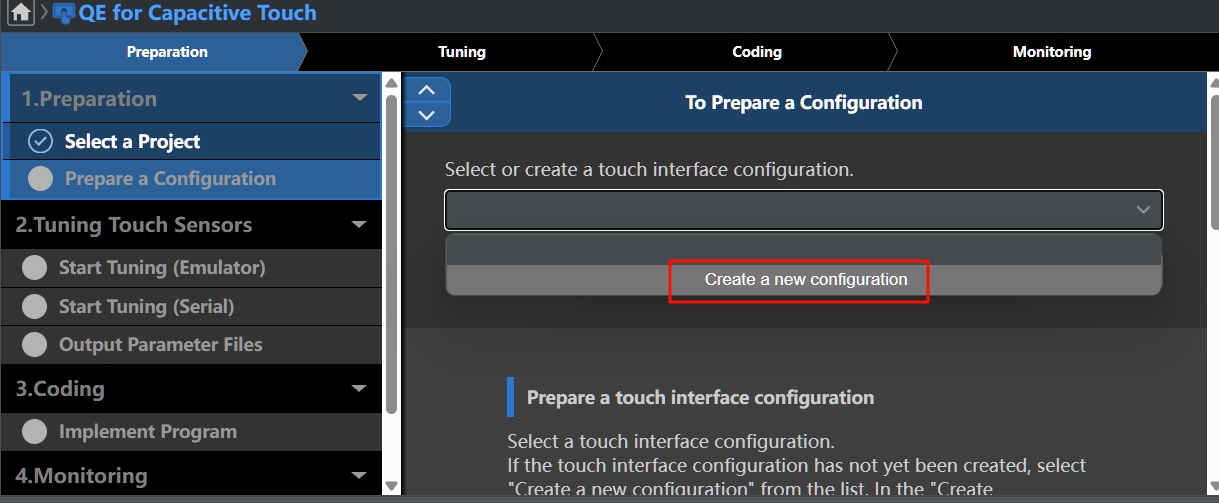 QE for Capacitive Touch
Preparation
Tuning
Coding
Monitoring
1.Preparation
Select a Project
Prepare a Configuration
2.Tuning Touch Sensors
Start Tuning (Emulator)
Start Tuning (Serial)
Output Parameter Files
3.Coding
Implement Program
4.Monitoring
To Prepare a Configuration
Select or create a touch interface configuration.
Create a new configuration
Prepare a touch interface configuration
Select a touch interface configuration.
If the touch interface configuration has not yet been created, select
"Create a new configuration" from the list. In the "Create